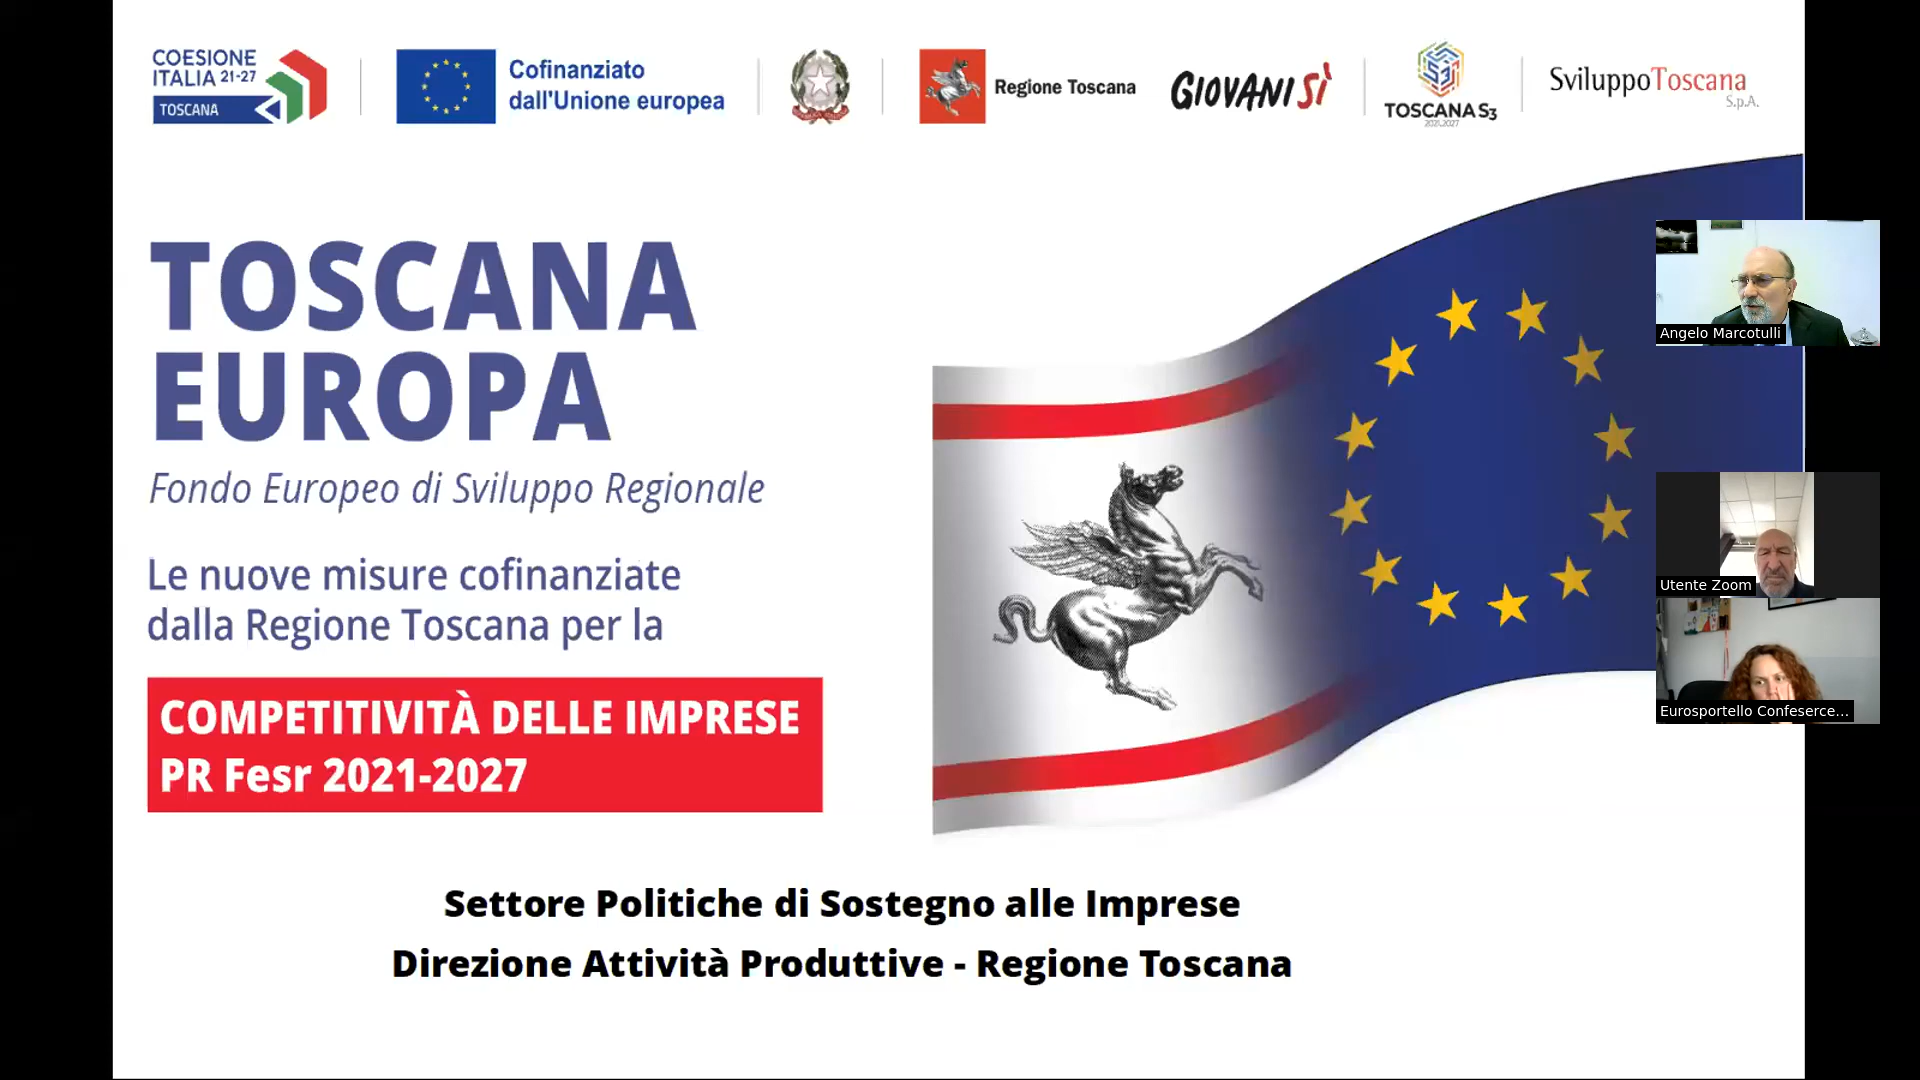 COESIONE
ITALIA 21-27
TOSCANA
Cofinanziato
dall'Unione europea
Regione Toscana
GIOVANISÌ
TOSCANA S3
2021.2027
SviluppoToscana
S.p.A.
TOSCANA
EUROPA
Fondo Europeo di Sviluppo Regionale
Le nuove misure cofinanziate
dalla Regione Toscana per la
COMPETITIVITÀ DELLE IMPRESE
PR Fesr 2021-2027
Settore Politiche di Sostegno alle Imprese
Direzione Attività Produttive - Regione Toscana
Angelo Marcotulli
Utente Zoom
Eurosportello Confeserce...